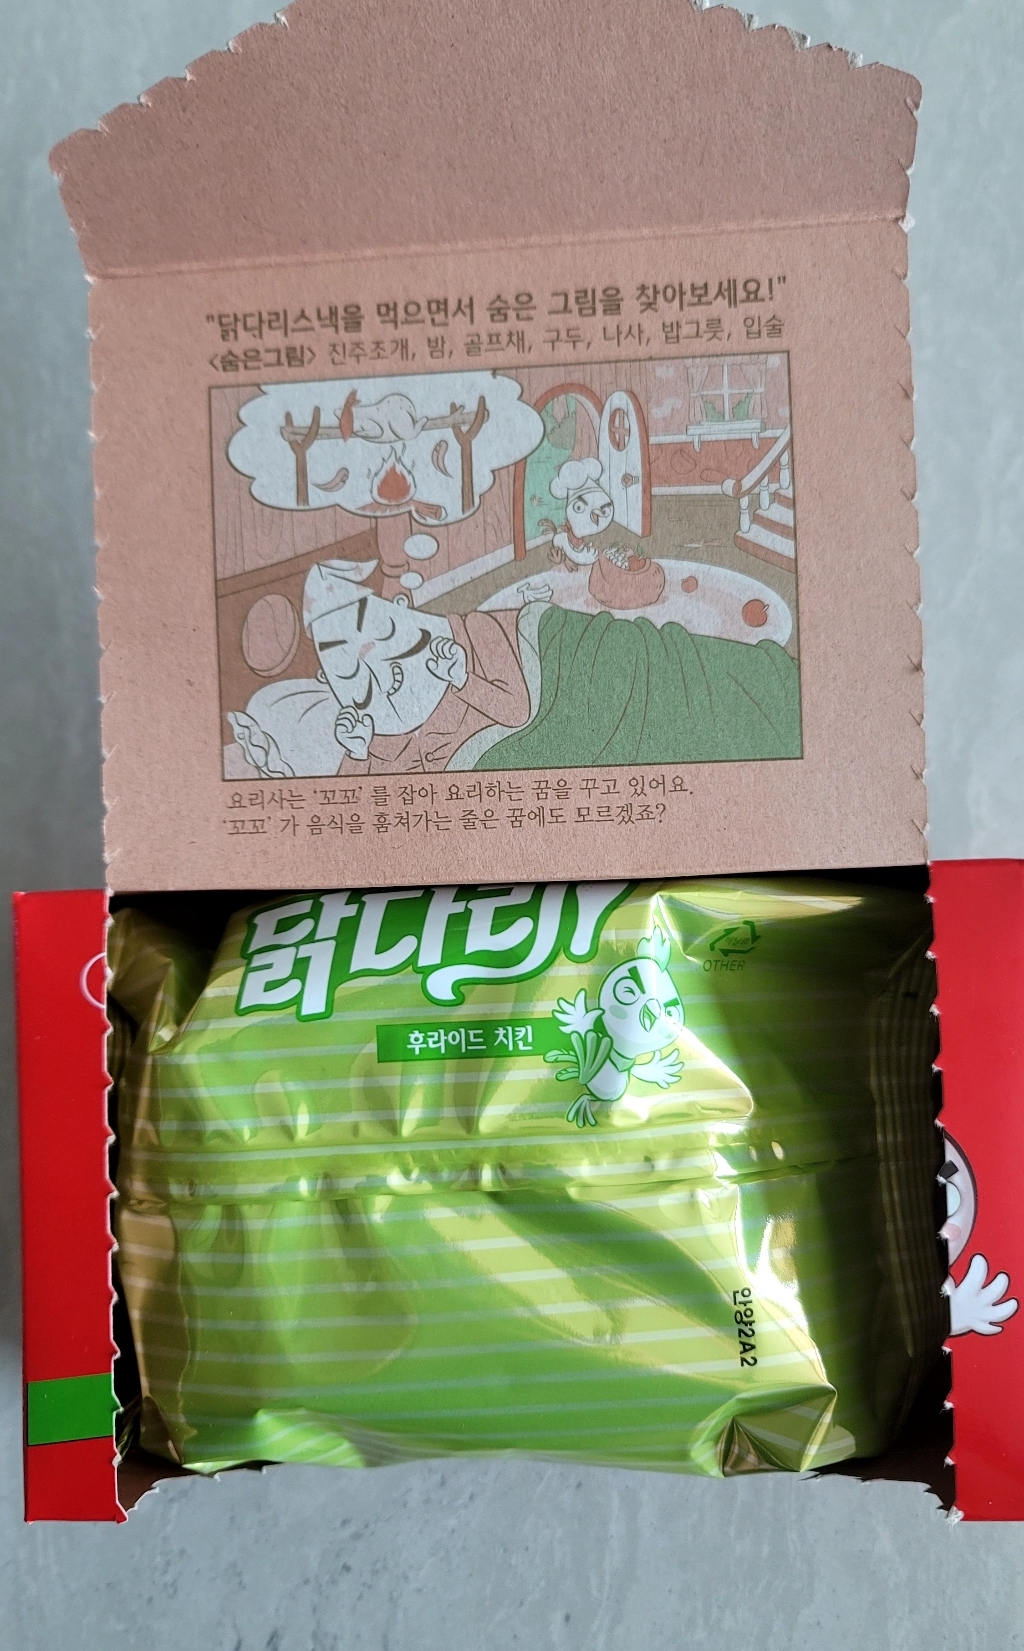 "닭다리스낵을 먹으면서 숨은 그림을 찾아보세요!"
<숨은그림> 진주조개, 밤, 골프채, 구두, 나사, 밥그릇, 입술
요리사는 '꼬꼬' 를 잡아 요리하는 꿈을 꾸고 있어요.
'꼬꼬' 가 음식을 훔쳐가는 줄은 꿈에도 모르겠죠?
닭다리
OTHER
후라이드 치킨
안양2A2